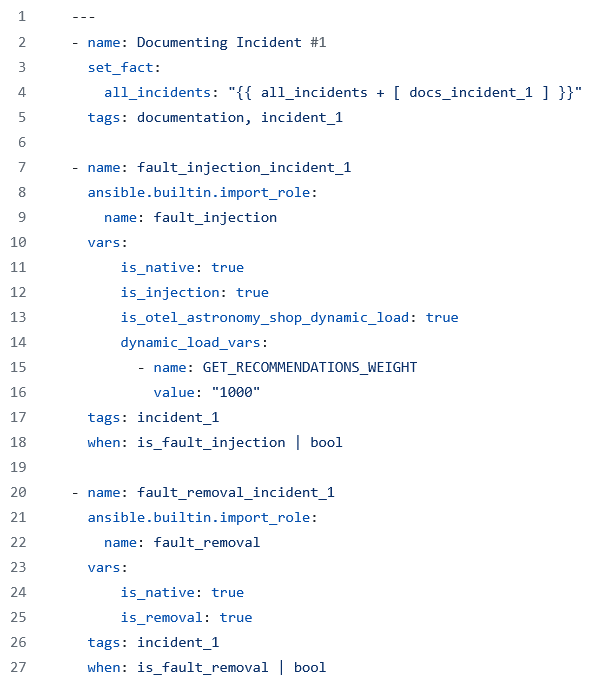 1 ---
2 - name: Documenting Incident #1
3 set_fact:
4 all_incidents: "{{ all_incidents + [ docs_incident_1 ] }}"
5 tags: documentation, incident_1
6
7 - name: fault_injection_incident_1
8 ansible.builtin.import_role:
9 name: fault_injection
10 vars:
11 is_native: true
12 is_injection: true
13 is_otel_astronomy_shop_dynamic_load: true
14 dynamic_load_vars:
15 - name: GET_RECOMMENDATIONS_WEIGHT
16 value: "1000"
17 tags: incident_1
18 when: is_fault_injection | bool
19
20 - name: fault_removal_incident_1
21 ansible.builtin.import_role:
22 name: fault_removal
23 vars:
24 is_native: true
25 is_removal: true
26 tags: incident_1
27 when: is_fault_removal | bool